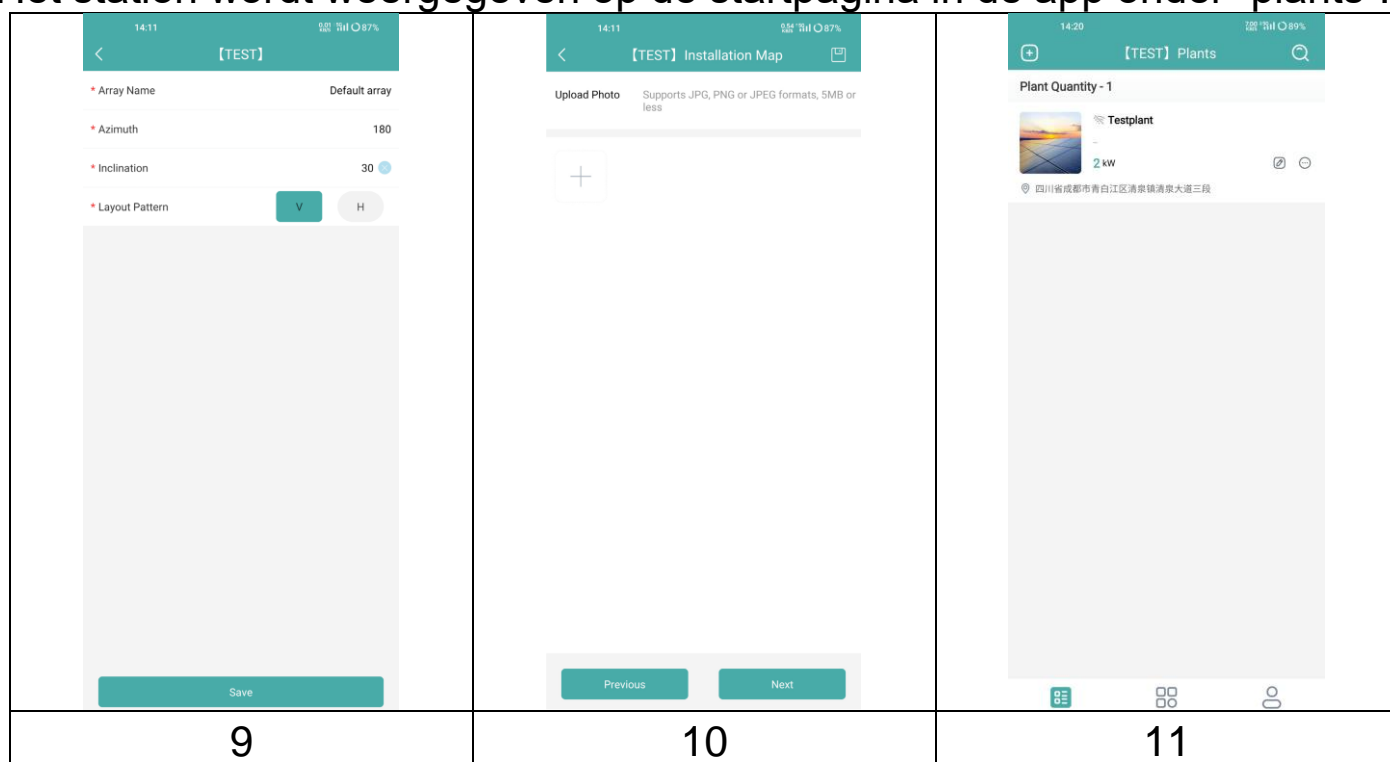 Het station wordt weergegeven op de startpagina in de app onder "plants".
14:11
87%
【TEST】
* Array Name
Default array
* Azimuth
180
* Inclination
30
* Layout Pattern
V
H
Save
9
14:11
87%
【TEST】 Installation Map
Upload Photo
Supports JPG, PNG or JPEG formats, 5MB or
less
Previous
Next
10
14:20
89%
【TEST】 Plants
Plant Quantity - 1
Testplant
-
2 kW
四川省成都市青白江区清泉镇清泉大道三段
11